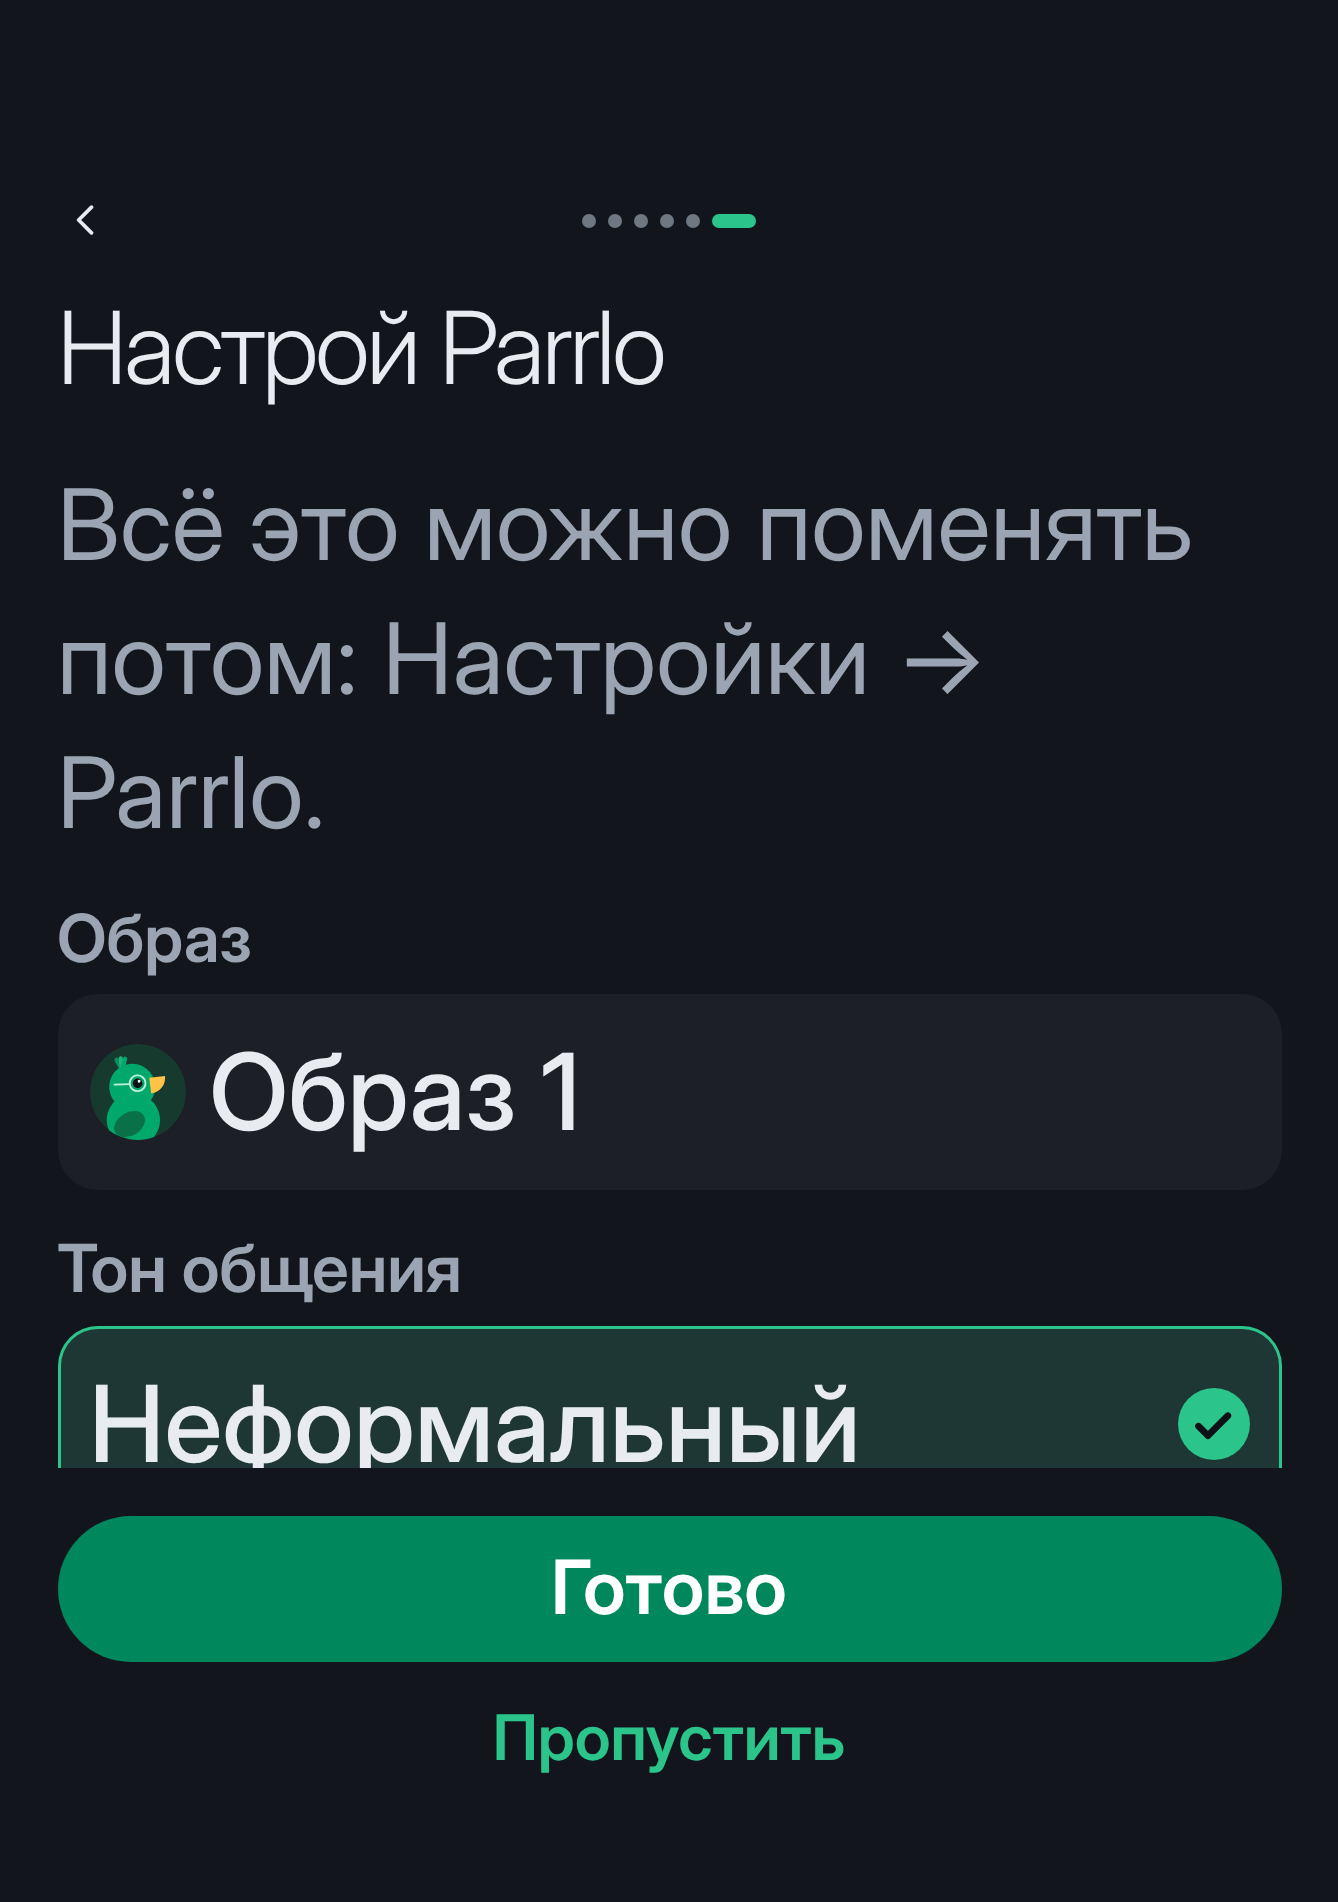 Настрой Parrlo
Всё это можно поменять
потом: Настройки →
Parrlo.
Образ
Образ 1
Тон общения
Неформальный
Готово
Пропустить